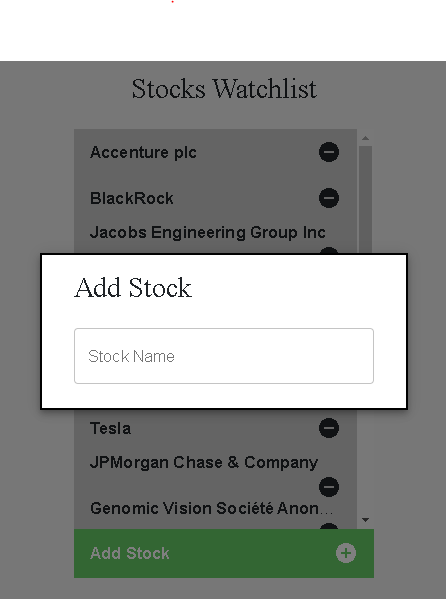 Stocks Watchlist
Accenture plc
BlackRock
Jacobs Engineering Group Inc
Add Stock
Stock Name
Tesla
JPMorgan Chase & Company
Genomic Vision Société Anon...
Add Stock